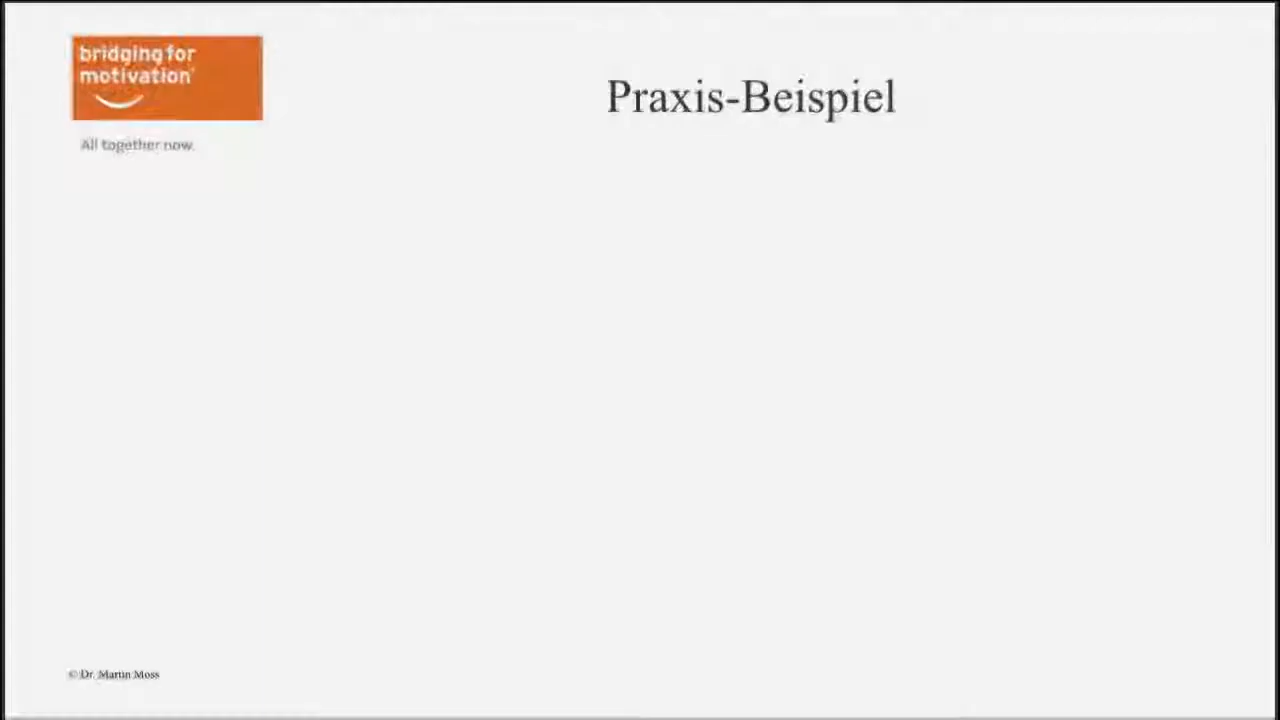 bridging for
motivation®
All together now.
Praxis-Beispiel
© Dr. Martin Moss